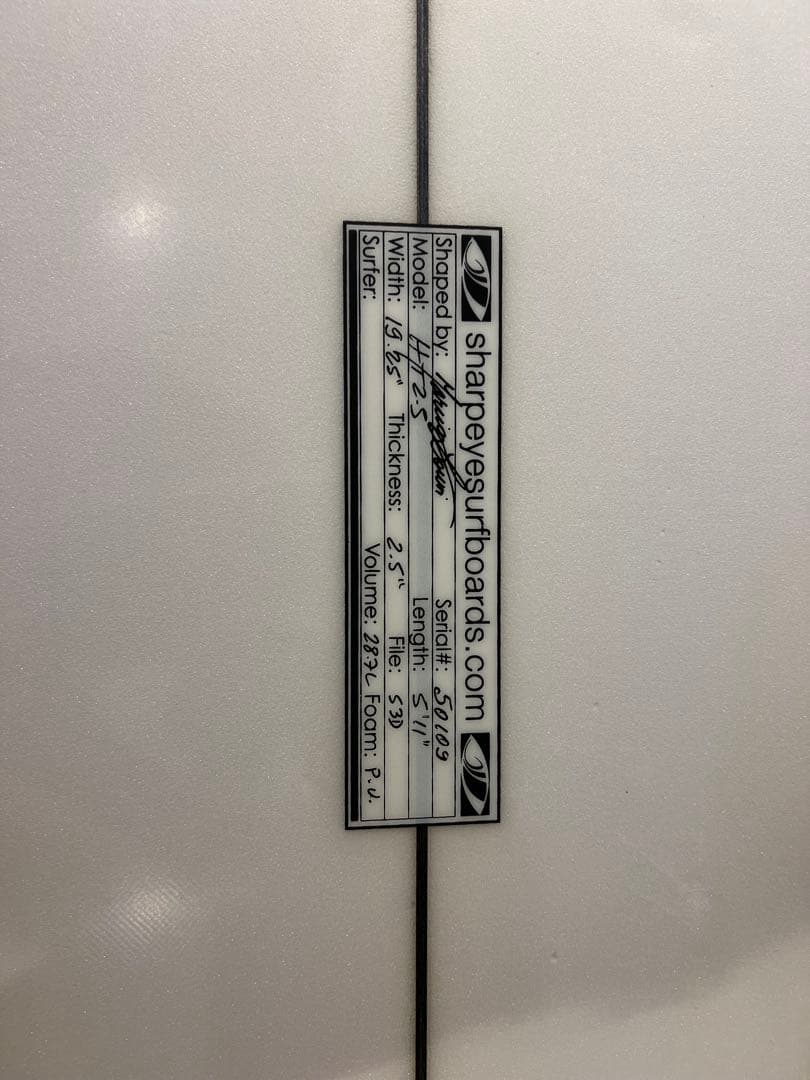 sharpeyesurfboards.com
Shaped by: Serial#: 50109
Model: HT2.5 Length: 5'11"
Width: 19.25" Thickness: 2.5" File: S3D
Surfer: Volume: 28.7L Foam: P.U.